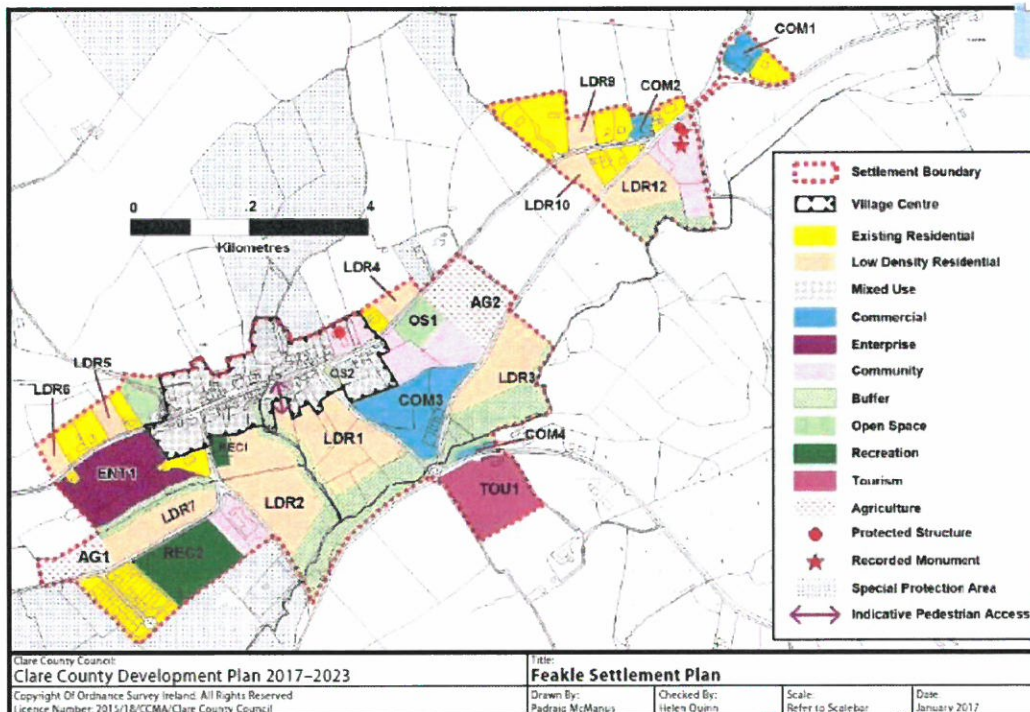 COM1
LDR9
COM2
LDR10
LDR12
0 .2 .4
Kilometres
LDR4
OS1
AG2
OS2
LDR5
LDR6
COM3
LDR3
LDR1
COM4
REC1
ENT1
LDR2
TOU1
LDR7
AG1
REC2
Settlement Boundary
Village Centre
Existing Residential
Low Density Residential
Mixed Use
Commercial
Enterprise
Community
Buffer
Open Space
Recreation
Tourism
Agriculture
Protected Structure
Recorded Monument
Special Protection Area
Indicative Pedestrian Access
Clare County Council:
Clare County Development Plan 2017–2023
Title:
Feakle Settlement Plan
Copyright Of Ordnance Survey Ireland. All Rights Reserved
Licence Number: 2015/18/CCMA/Clare County Council
Drawn By:
Padraig McManus
Checked By:
Helen Quinn
Scale:
Refer to Scalebar
Date:
January 2017